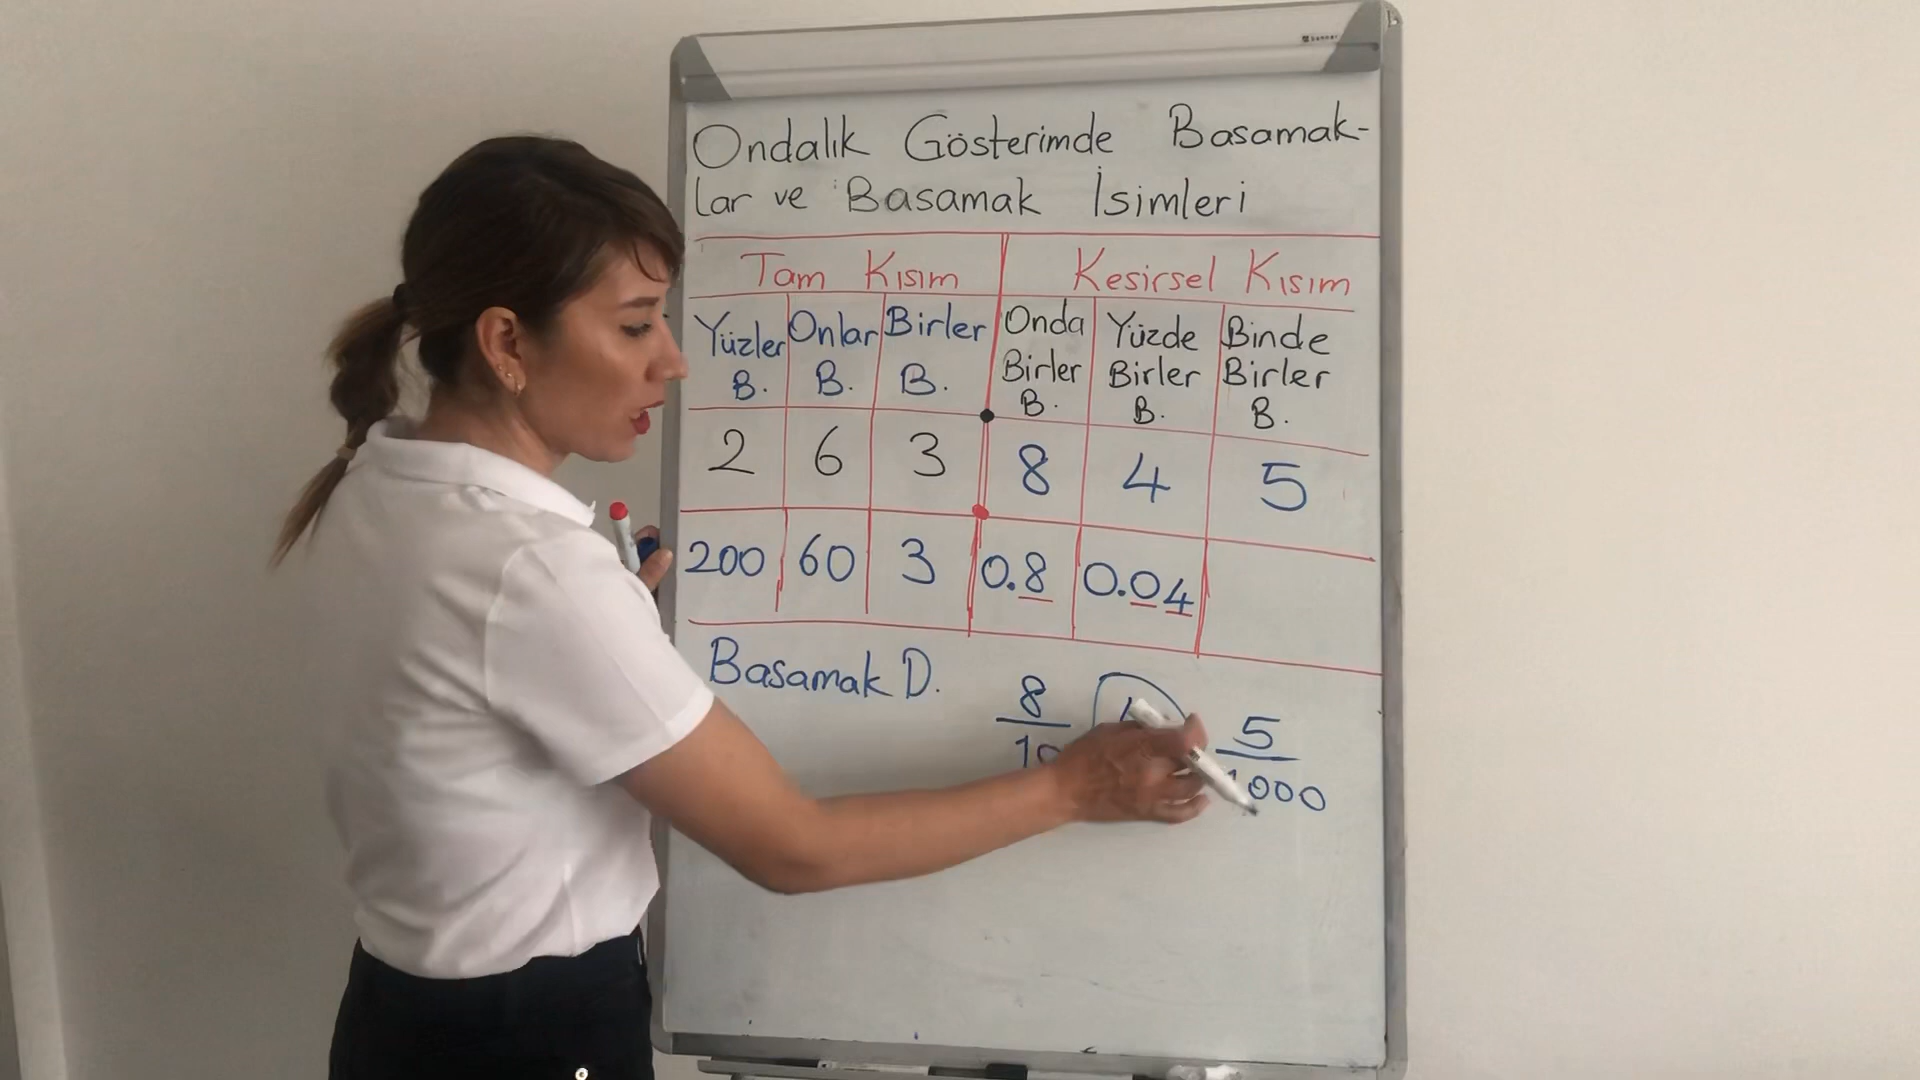 Ondalık Gösterimde Basamak-
lar ve Basamak İsimleri
Tam Kısım Kesirsel Kısım
Yüzler B. Onlar B. Birler B. Onda Birler B. Yüzde Birler B. Binde Birler B.
2 6 3 8 4 5
200 60 3 0.8 0.04
Basamak D.
8 5
10 1000